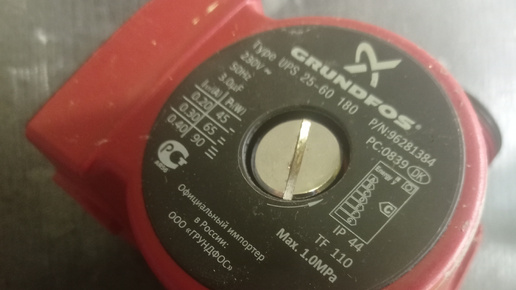 GRUNDFOS
Type UPS 25-60 180
230V ~
50Hz 3.0µF
I₁/₁(A) P₁(W)
0.20 45
0.30 65
0.40 90
P/N:96281384
PC:0839 DK
IP 44
TF 110
Max. 1.0MPa
Официальный импортер
в России:
ООО «ГРУНДФОС»